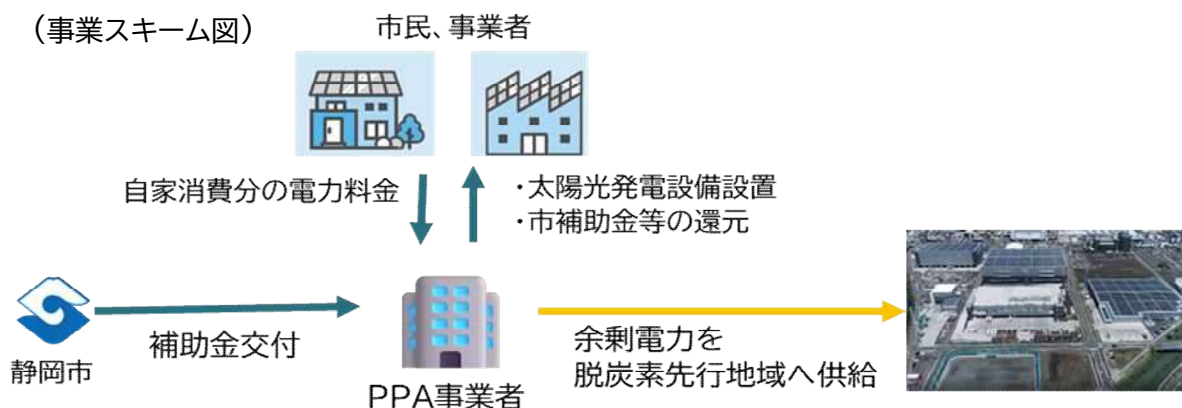 （事業スキーム図）
市民、事業者
自家消費分の電力料金
・太陽光発電設備設置
・市補助金等の還元
静岡市
補助金交付
PPA事業者
余剰電力を
脱炭素先行地域へ供給